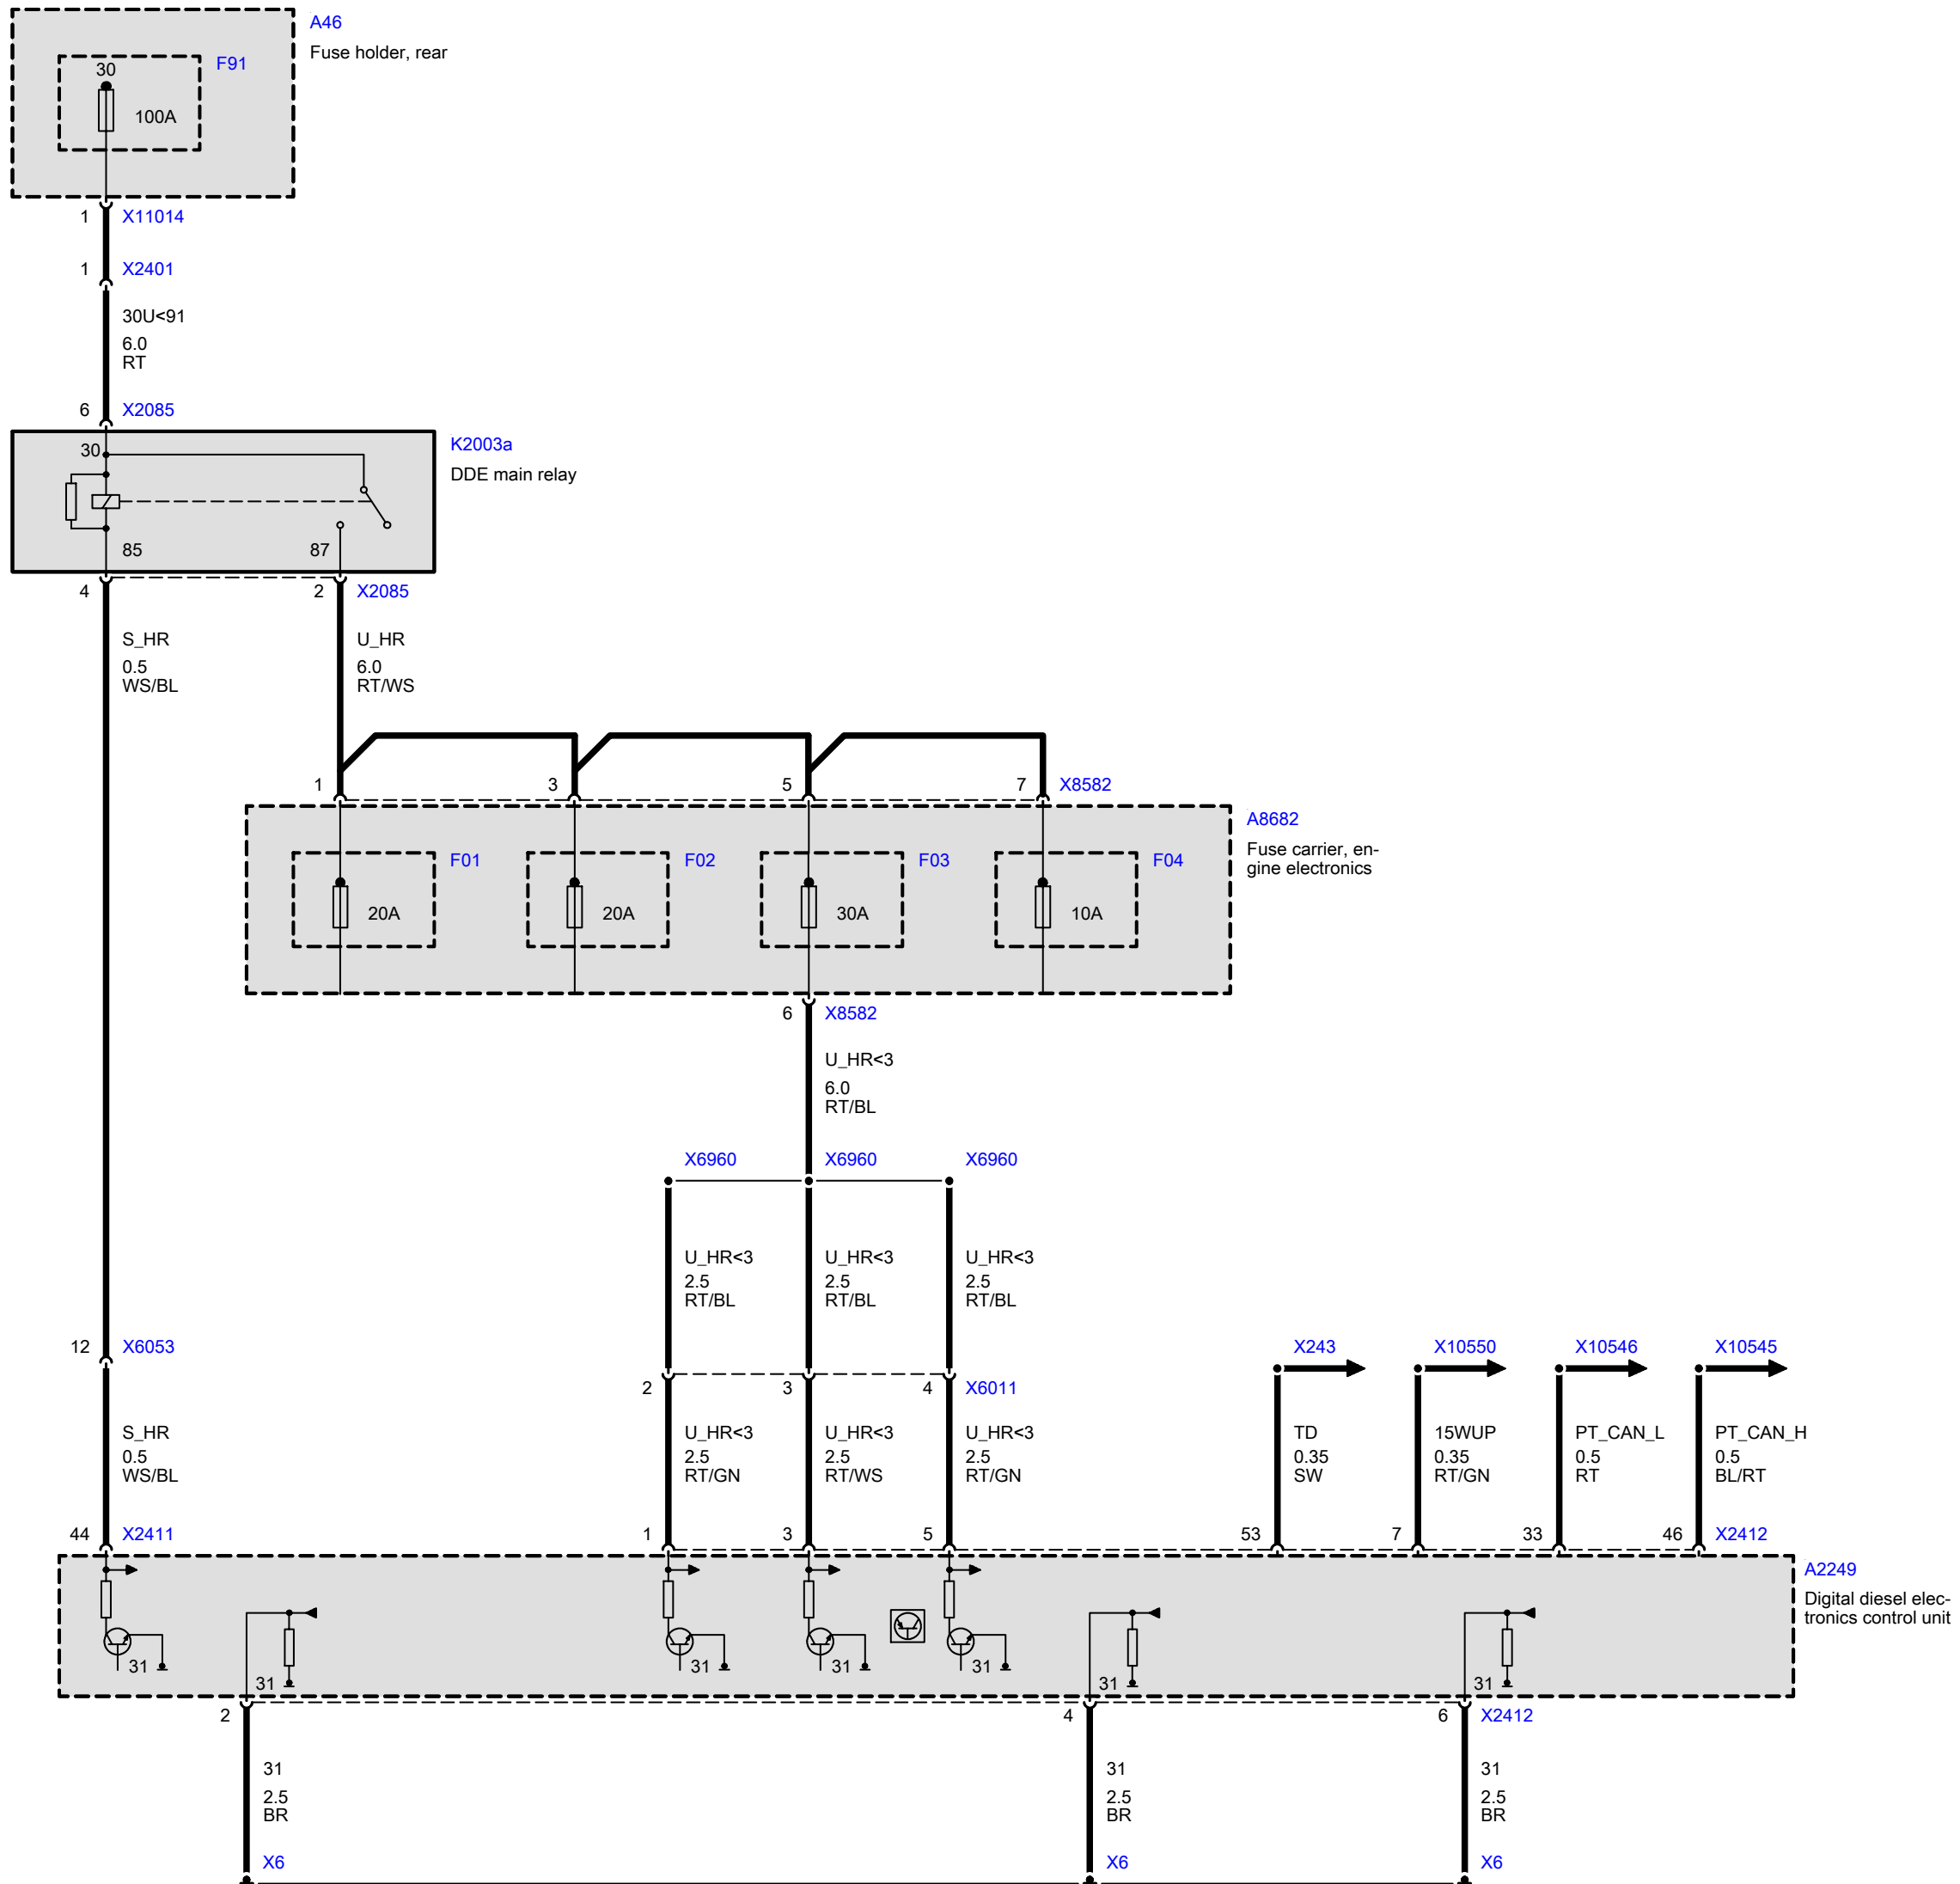 A46
Fuse holder, rear
F91
30
100A
1 X11014
1 X2401
30U<91
6.0
RT
6 X2085
K2003a
DDE main relay
30
85 87
4 2 X2085
S_HR U_HR
0.5 6.0
WS/BL RT/WS
1 3 5 7 X8582
A8682
Fuse carrier, en-
gine electronics
F01 F02 F03 F04
20A 20A 30A 10A
6 X8582
U_HR<3
6.0
RT/BL
X6960 X6960 X6960
U_HR<3 U_HR<3 U_HR<3
2.5 2.5 2.5
RT/BL RT/BL RT/BL
12 X6053 X243 X10550 X10546 X10545
2 3 4 X6011
S_HR U_HR<3 U_HR<3 U_HR<3 TD 15WUP PT_CAN_L PT_CAN_H
0.5 2.5 2.5 2.5 0.35 0.35 0.5 0.5
WS/BL RT/GN RT/WS RT/GN SW RT/GN RT BL/RT
44 X2411 1 3 5 53 7 33 46 X2412
A2249
Digital diesel elec-
tronics control unit
31 31 31 31
31 31 31
2 4 6 X2412
31 31 31
2.5 2.5 2.5
BR BR BR
X6 X6 X6